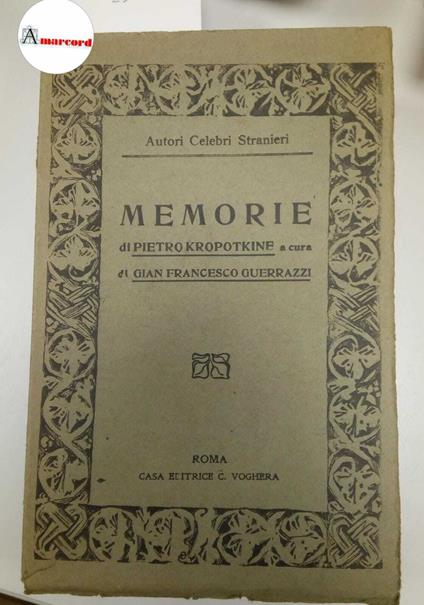 Amarcord
Autori Celebri Stranieri
MEMORIE
di PIETRO KROPOTKINE a cura
di GIAN FRANCESCO GUERRAZZI
ROMA
CASA EDITRICE C. VOGHERA